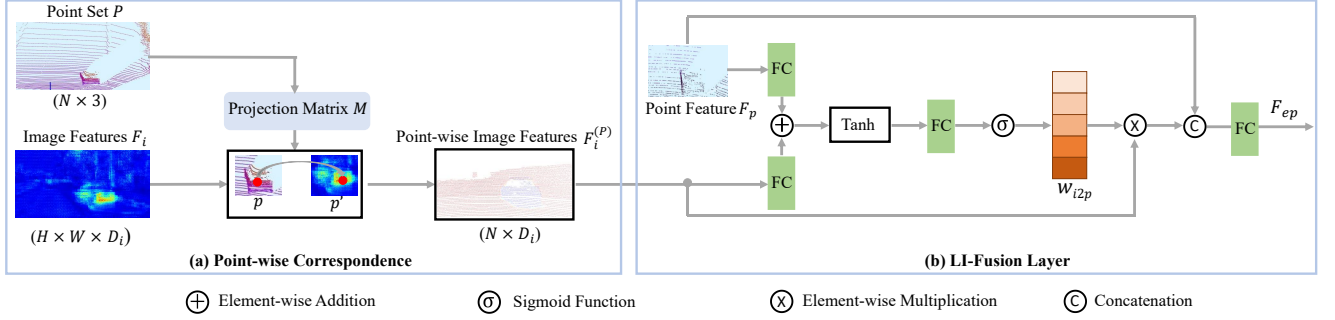 Point Set P
(N × 3)
Projection Matrix M
Image Features F_i
(H × W × D_i)
p
p'
Point-wise Image Features F_i^(P)
(N × D_i)
(a) Point-wise Correspondence
Point Feature F_p
FC
FC
+
Tanh
FC
σ
w_i2p
X
C
FC
F_ep
(b) LI-Fusion Layer
+ Element-wise Addition
σ Sigmoid Function
X Element-wise Multiplication
C Concatenation